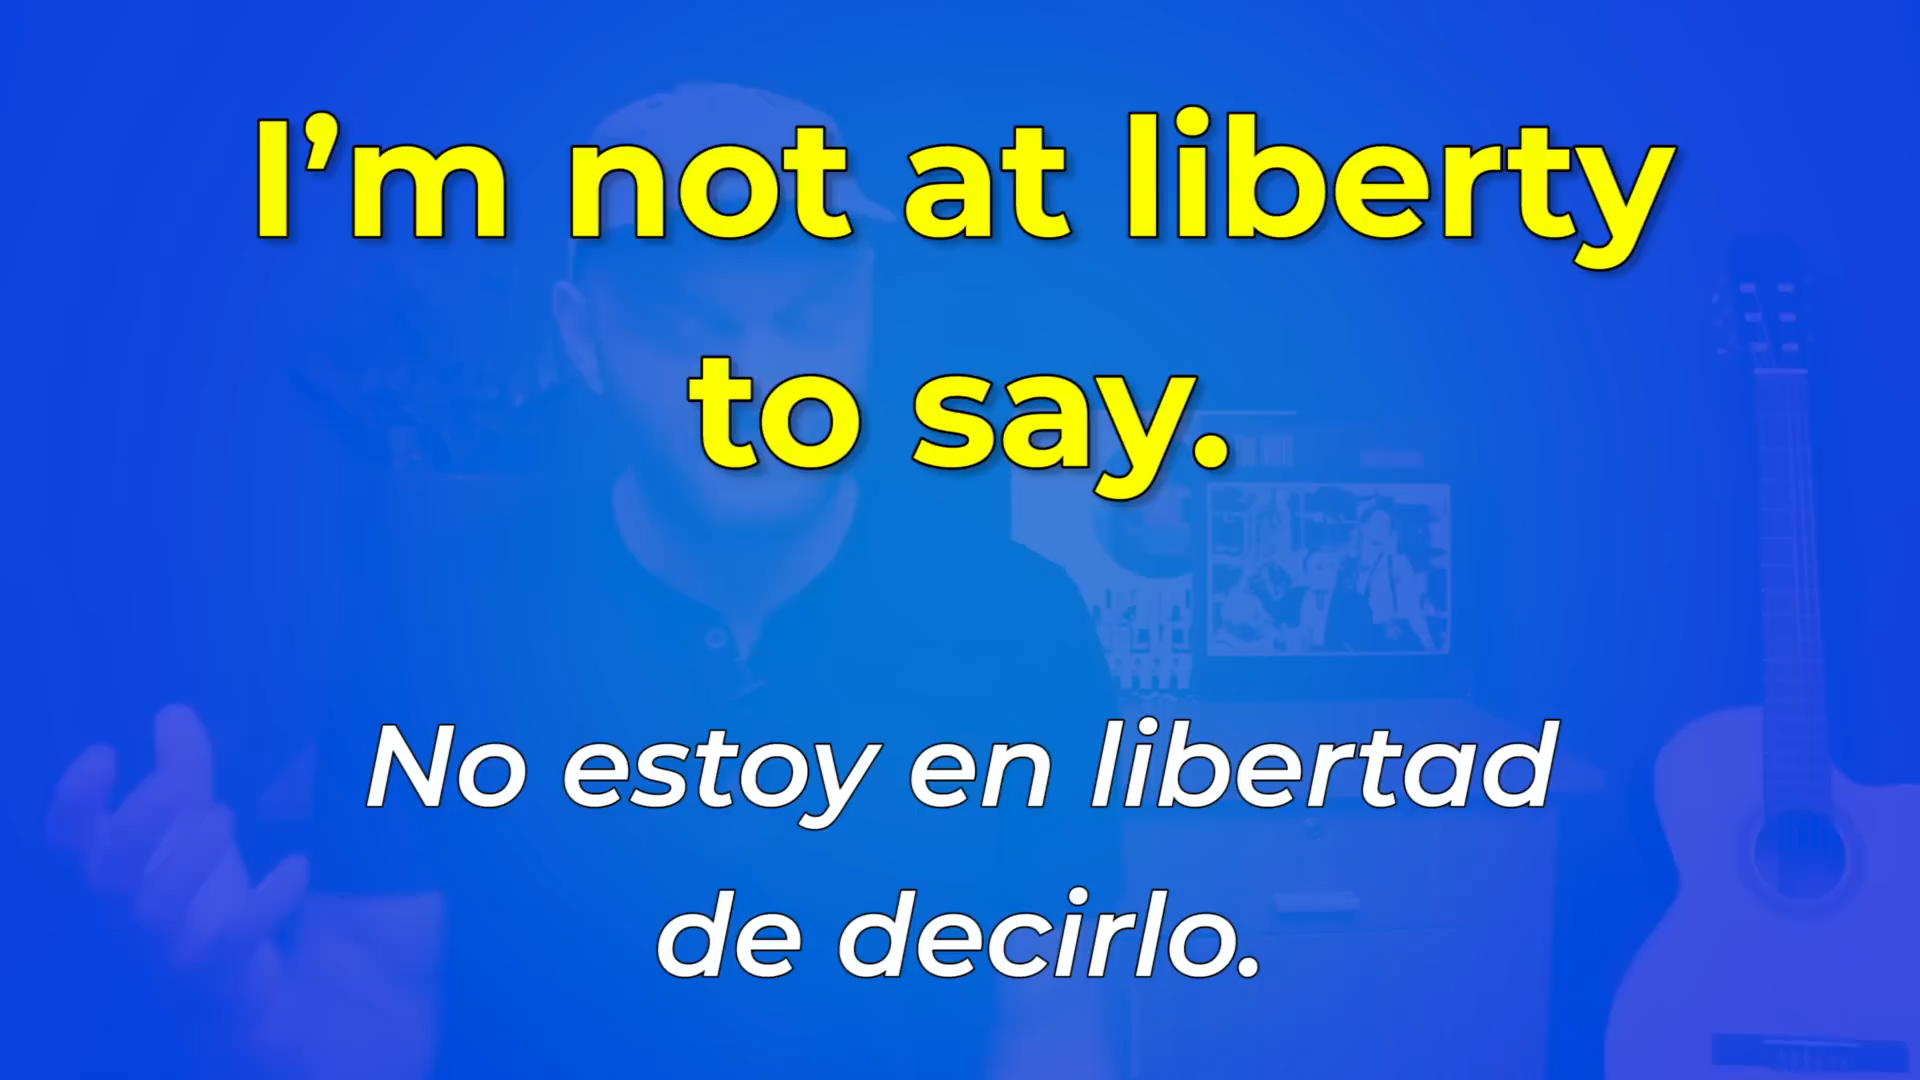 I’m not at liberty
to say.
No estoy en libertad
de decirlo.